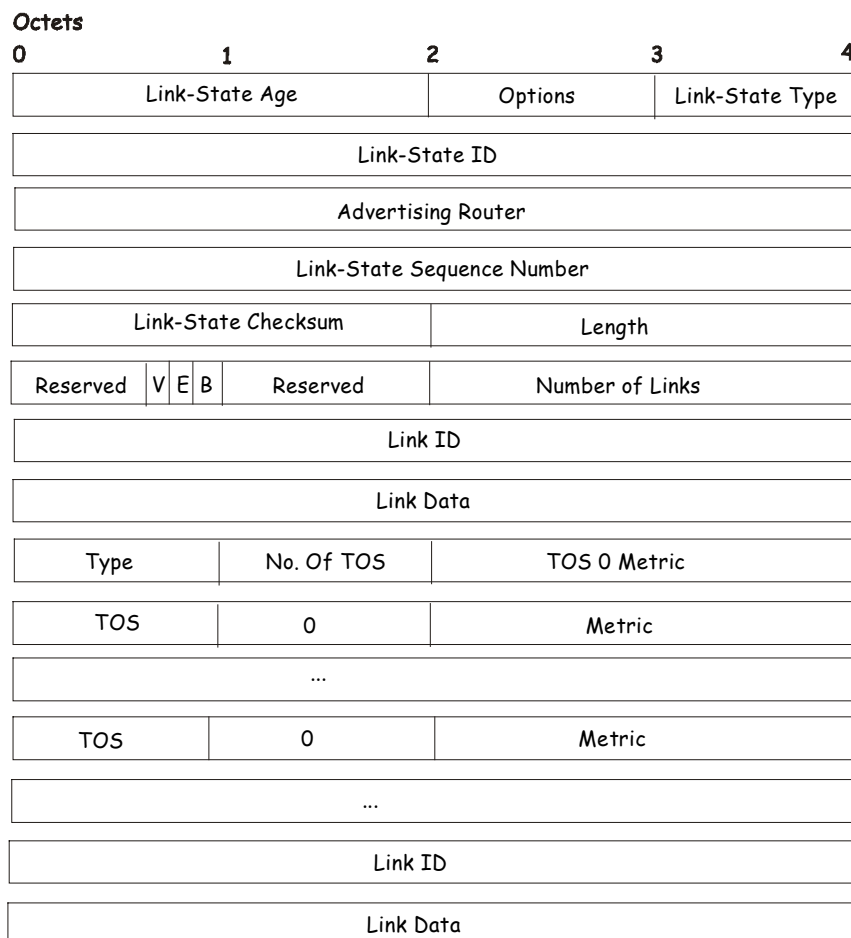 Octets
0 1 2 3 4
Link-State Age Options Link-State Type
Link-State ID
Advertising Router
Link-State Sequence Number
Link-State Checksum Length
Reserved V E B Reserved Number of Links
Link ID
Link Data
Type No. Of TOS TOS 0 Metric
TOS 0 Metric
...
TOS 0 Metric
...
Link ID
Link Data